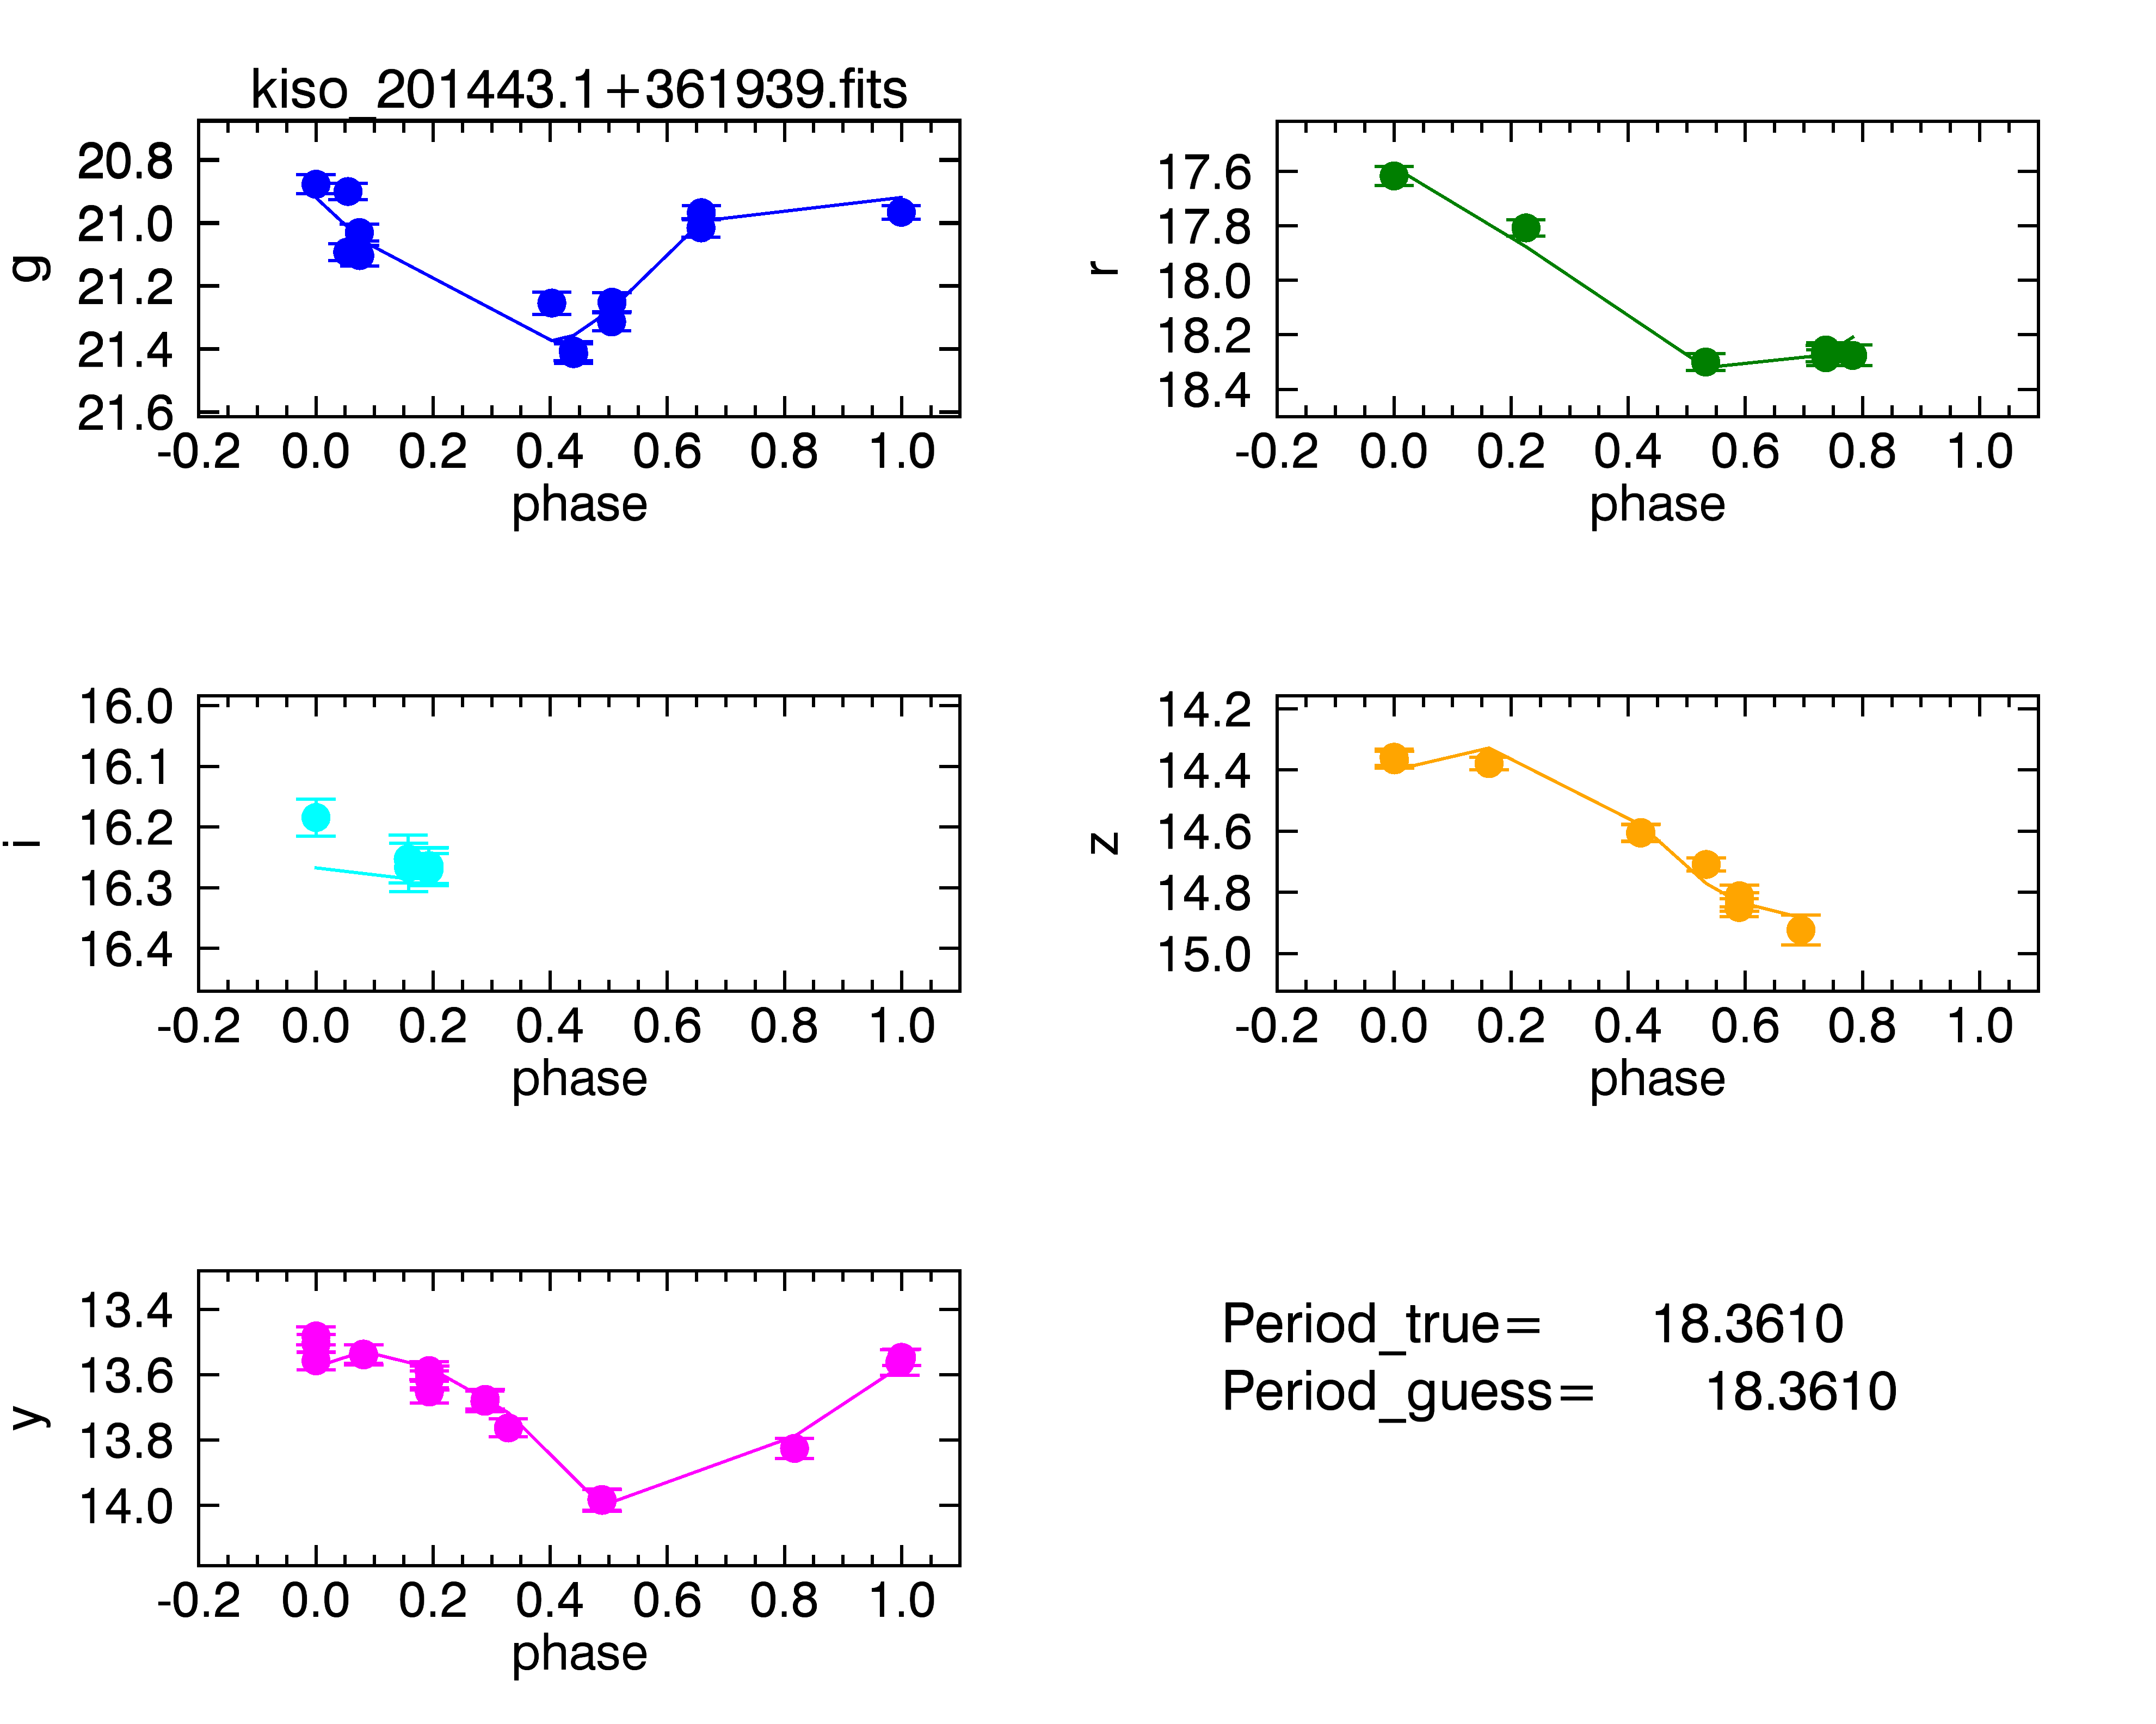 kiso_201443.1+361939.fits
20.8
21.0
21.2
21.4
21.6
g
-0.2 0.0 0.2 0.4 0.6 0.8 1.0
phase
17.6
17.8
18.0
18.2
18.4
r
-0.2 0.0 0.2 0.4 0.6 0.8 1.0
phase
16.0
16.1
16.2
16.3
16.4
i
-0.2 0.0 0.2 0.4 0.6 0.8 1.0
phase
14.2
14.4
14.6
14.8
15.0
z
-0.2 0.0 0.2 0.4 0.6 0.8 1.0
phase
13.4
13.6
13.8
14.0
y
-0.2 0.0 0.2 0.4 0.6 0.8 1.0
phase
Period_true= 18.3610
Period_guess= 18.3610